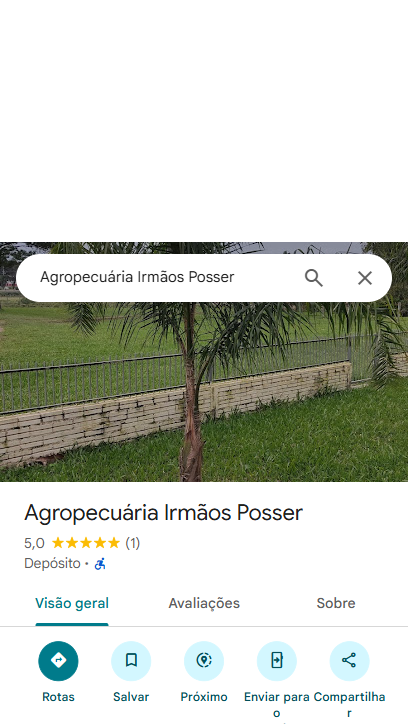 Agropecuária Irmãos Posser
Agropecuária Irmãos Posser
5,0 (1)
Depósito ·
Visão geral Avaliações Sobre
Rotas Salvar Próximo Enviar para o Compartilhar